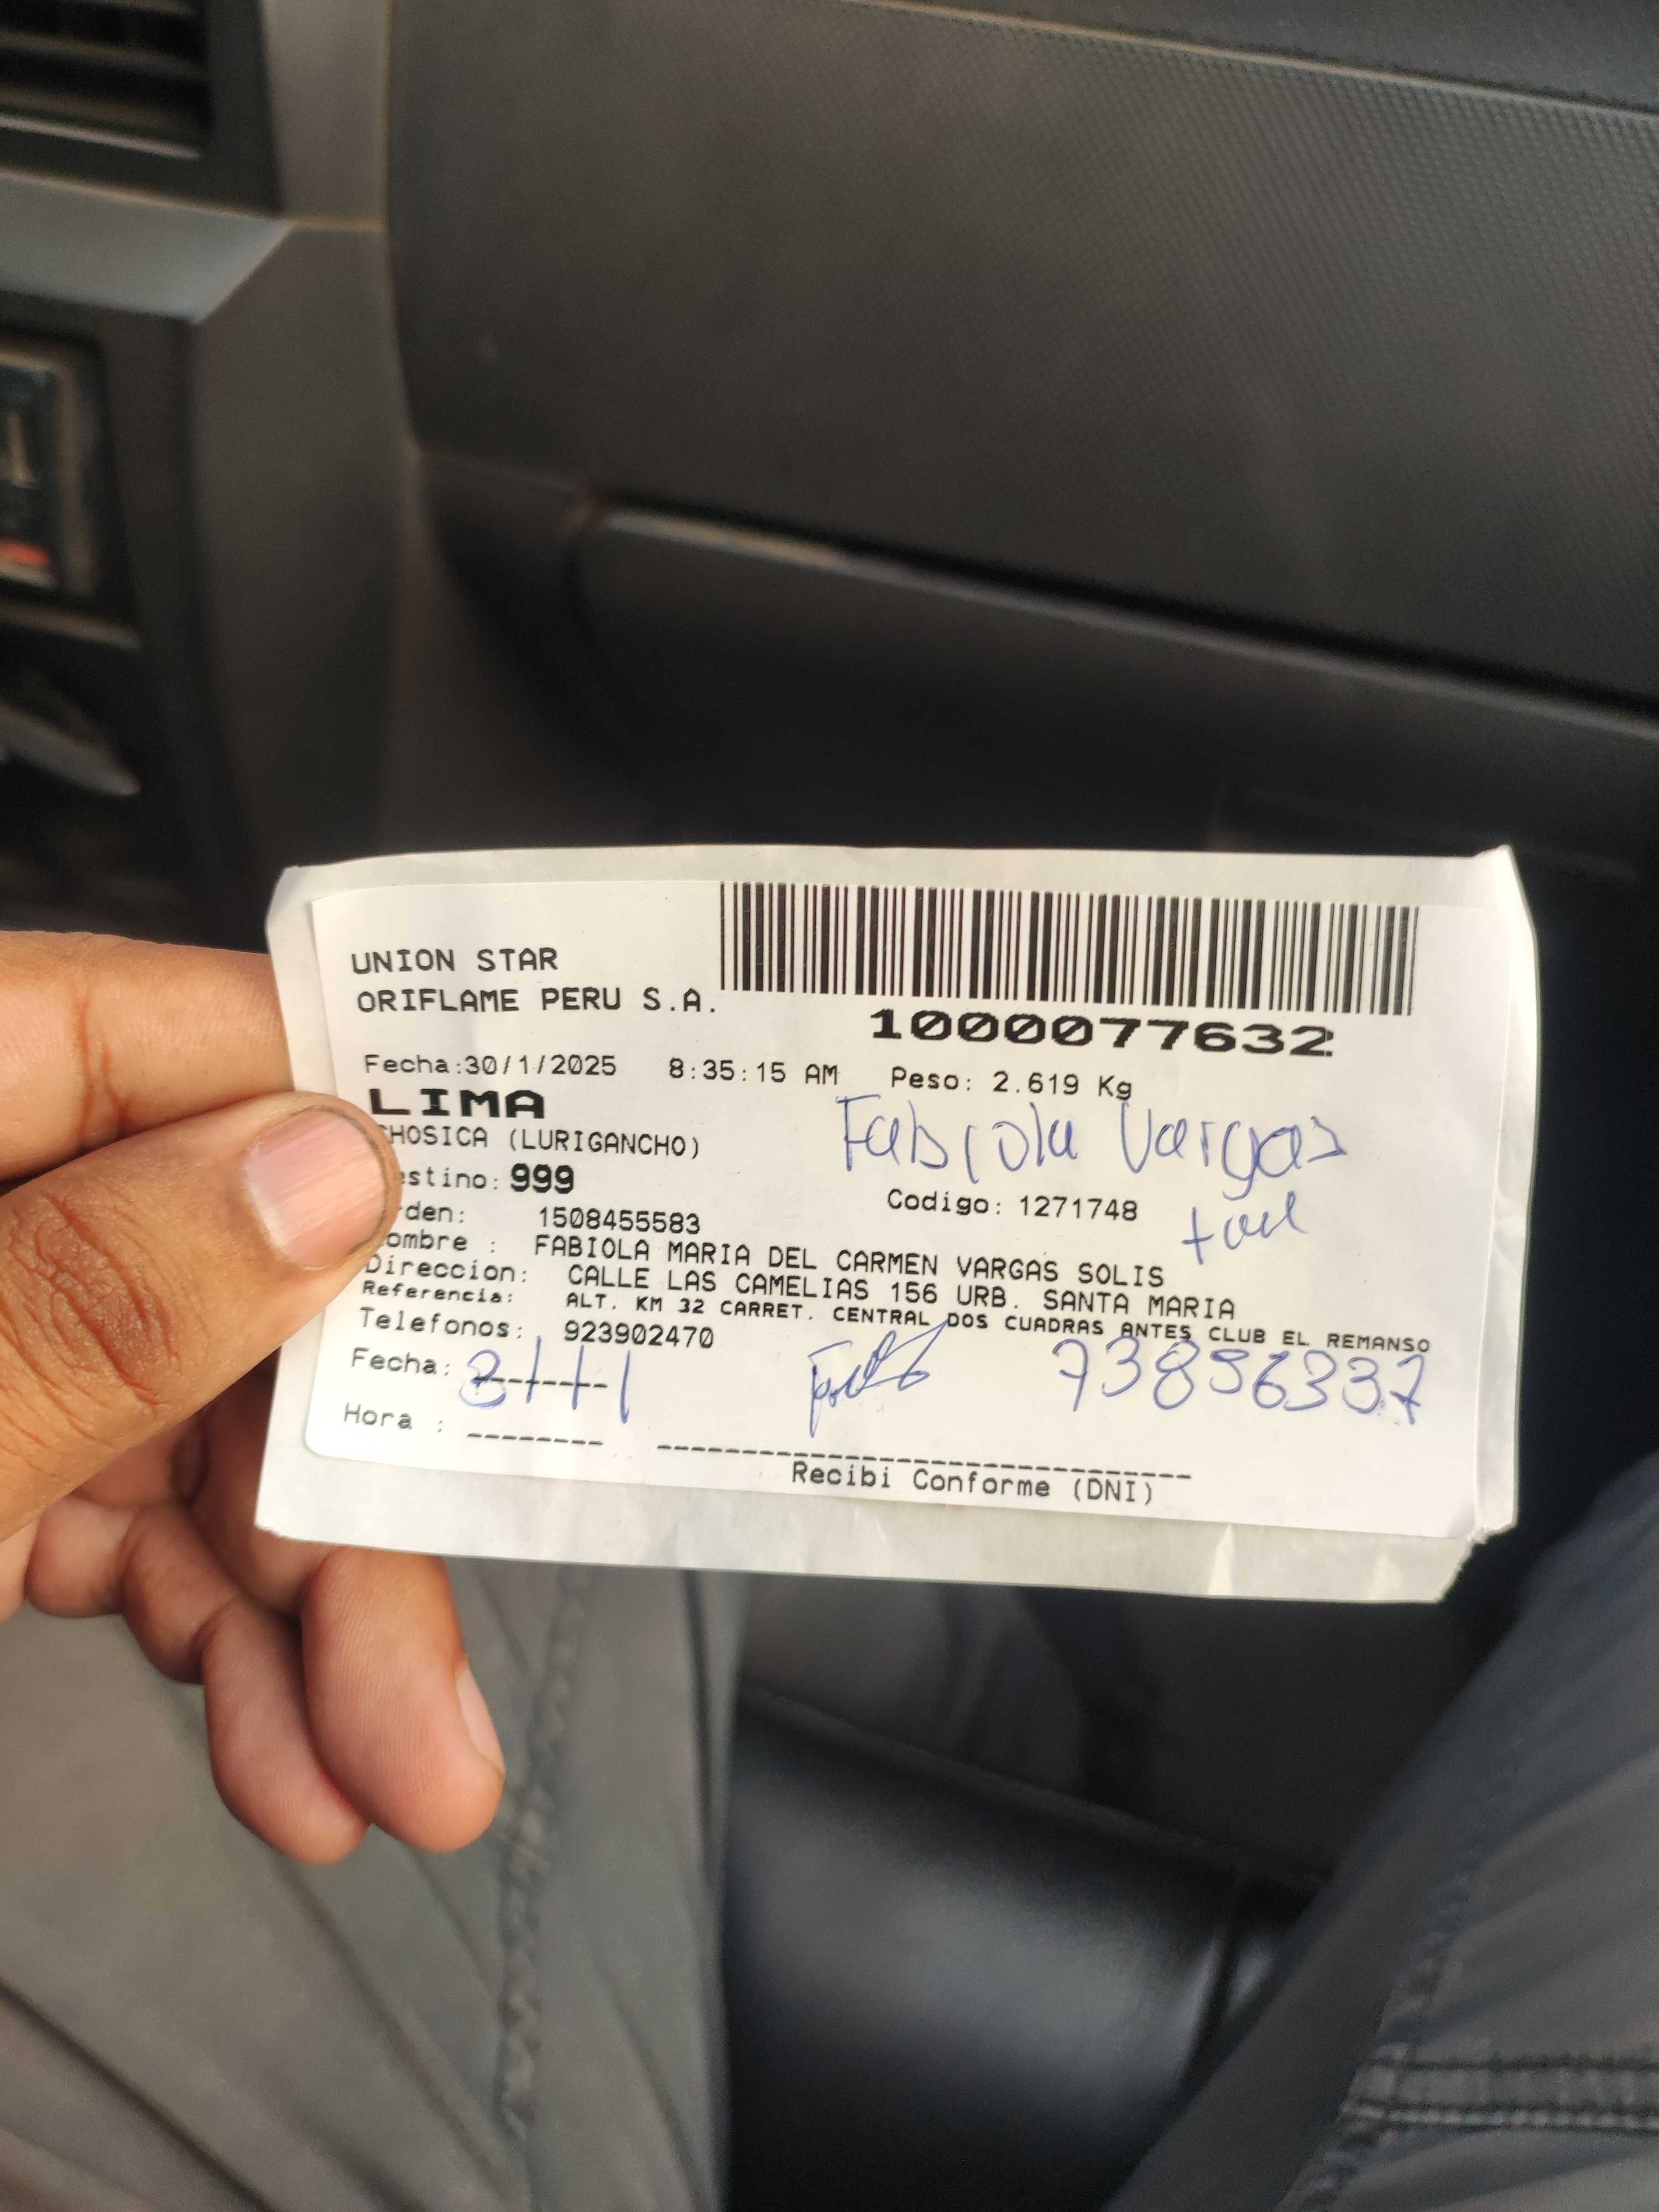 UNION STAR
ORIFLAME PERU S.A.
1000077632
Fecha:30/1/2025 8:35:15 AM Peso: 2.619 Kg
LIMA
CHOSICA (LURIGANCHO)
Fabiola Vargas
estino: 999
Codigo: 1271748
rden: 1508455583
ombre : FABIOLA MARIA DEL CARMEN VARGAS SOLIS
Direccion: CALLE LAS CAMELIAS 156 URB. SANTA MARIA
Referencia: ALT. KM 32 CARRET. CENTRAL DOS CUADRAS ANTES CLUB EL REMANSO
Telefonos: 923902470
Fecha:
73856337
Hora :
Recibi Conforme (DNI)